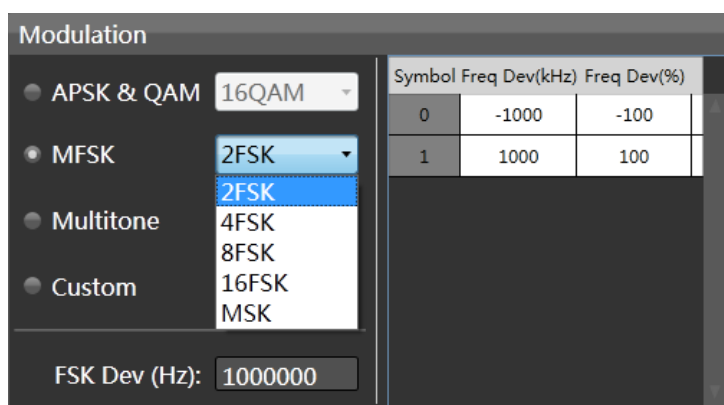 Modulation
APSK & QAM 16QAM
MFSK 2FSK
2FSK
Multitone 4FSK
8FSK
Custom 16FSK
MSK
FSK Dev (Hz): 1000000
Symbol Freq Dev(kHz) Freq Dev(%)
0 -1000 -100
1 1000 100